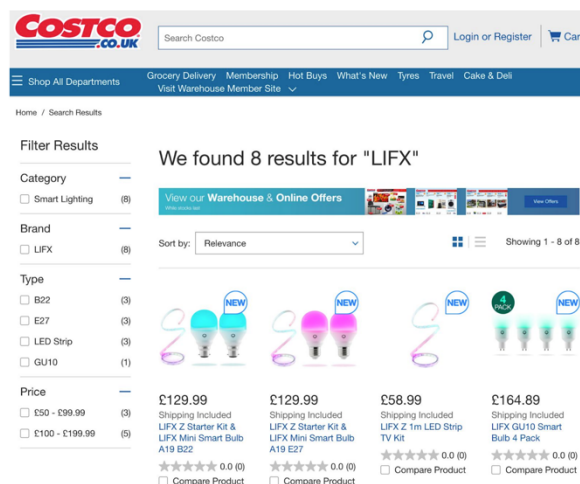 COSTCO
.CO.UK
Search Costco
Login or Register
Car
Shop All Departments
Grocery Delivery Membership Hot Buys What's New Tyres Travel Cake & Deli
Visit Warehouse Member Site
Home / Search Results
Filter Results
Category
Smart Lighting (8)
Brand
LIFX (8)
Type
B22 (3)
E27 (3)
LED Strip (3)
GU10 (1)
Price
£50 - £99.99 (3)
£100 - £199.99 (5)
We found 8 results for "LIFX"
View our Warehouse & Online Offers
While stocks last
View Offers
Sort by: Relevance
Showing 1 - 8 of 8
NEW
£129.99
Shipping Included
LIFX Z Starter Kit &
LIFX Mini Smart Bulb
A19 B22
0.0 (0)
Compare Product
NEW
£129.99
Shipping Included
LIFX Z Starter Kit &
LIFX Mini Smart Bulb
A19 E27
0.0 (0)
Compare Product
NEW
£58.99
Shipping Included
LIFX Z 1m LED Strip
TV Kit
0.0 (0)
Compare Product
4
PACK
NEW
£164.89
Shipping Included
LIFX GU10 Smart
Bulb 4 Pack
0.0 (0)
Compare Product